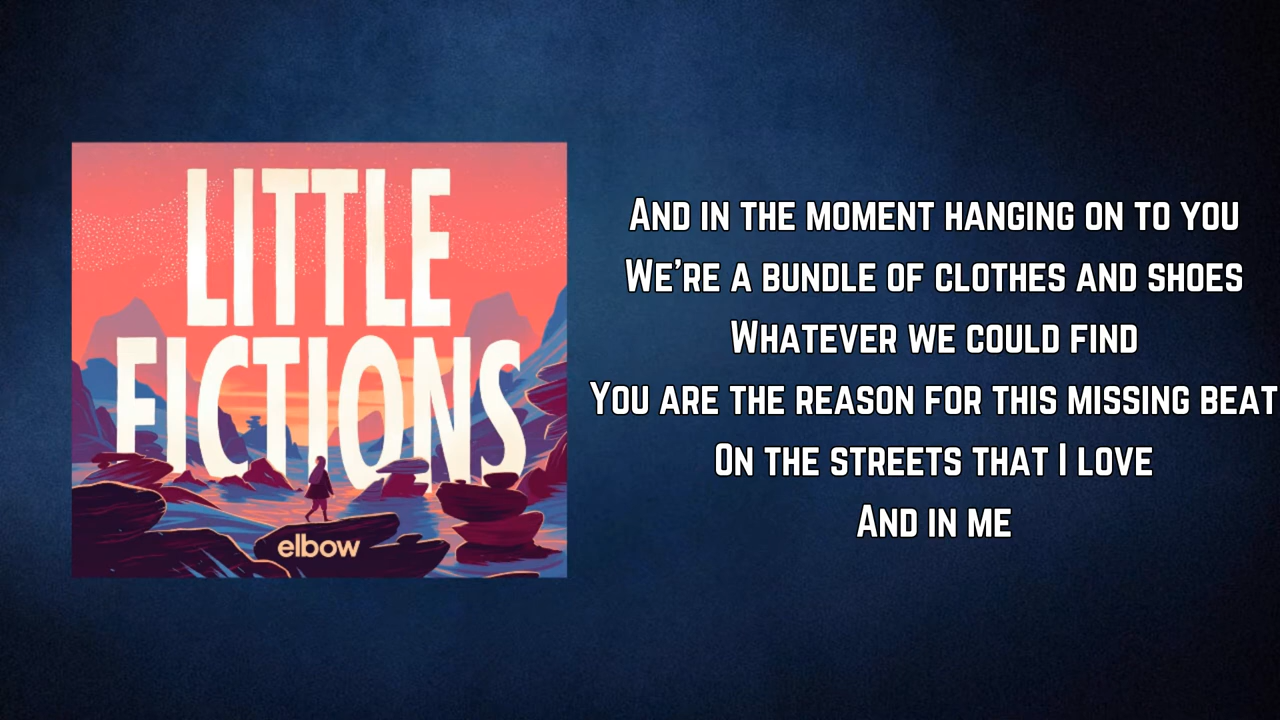 LITTLE
FICTIONS
elbow
And in the moment hanging on to you
We're a bundle of clothes and shoes
Whatever we could find
You are the reason for this missing beat
On the streets that I love
And in me